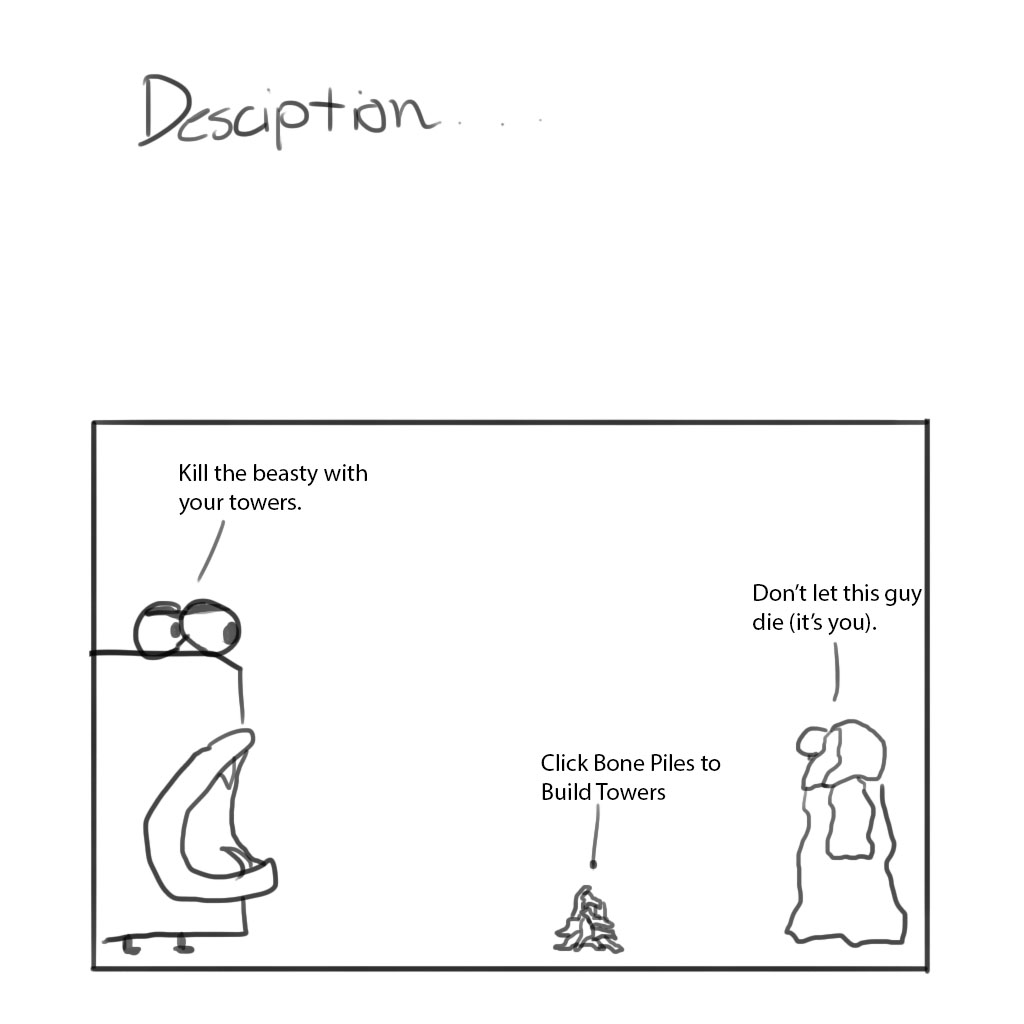 Desciption....
Kill the beasty with
your towers.
Don't let this guy
die (it's you).
Click Bone Piles to
Build Towers